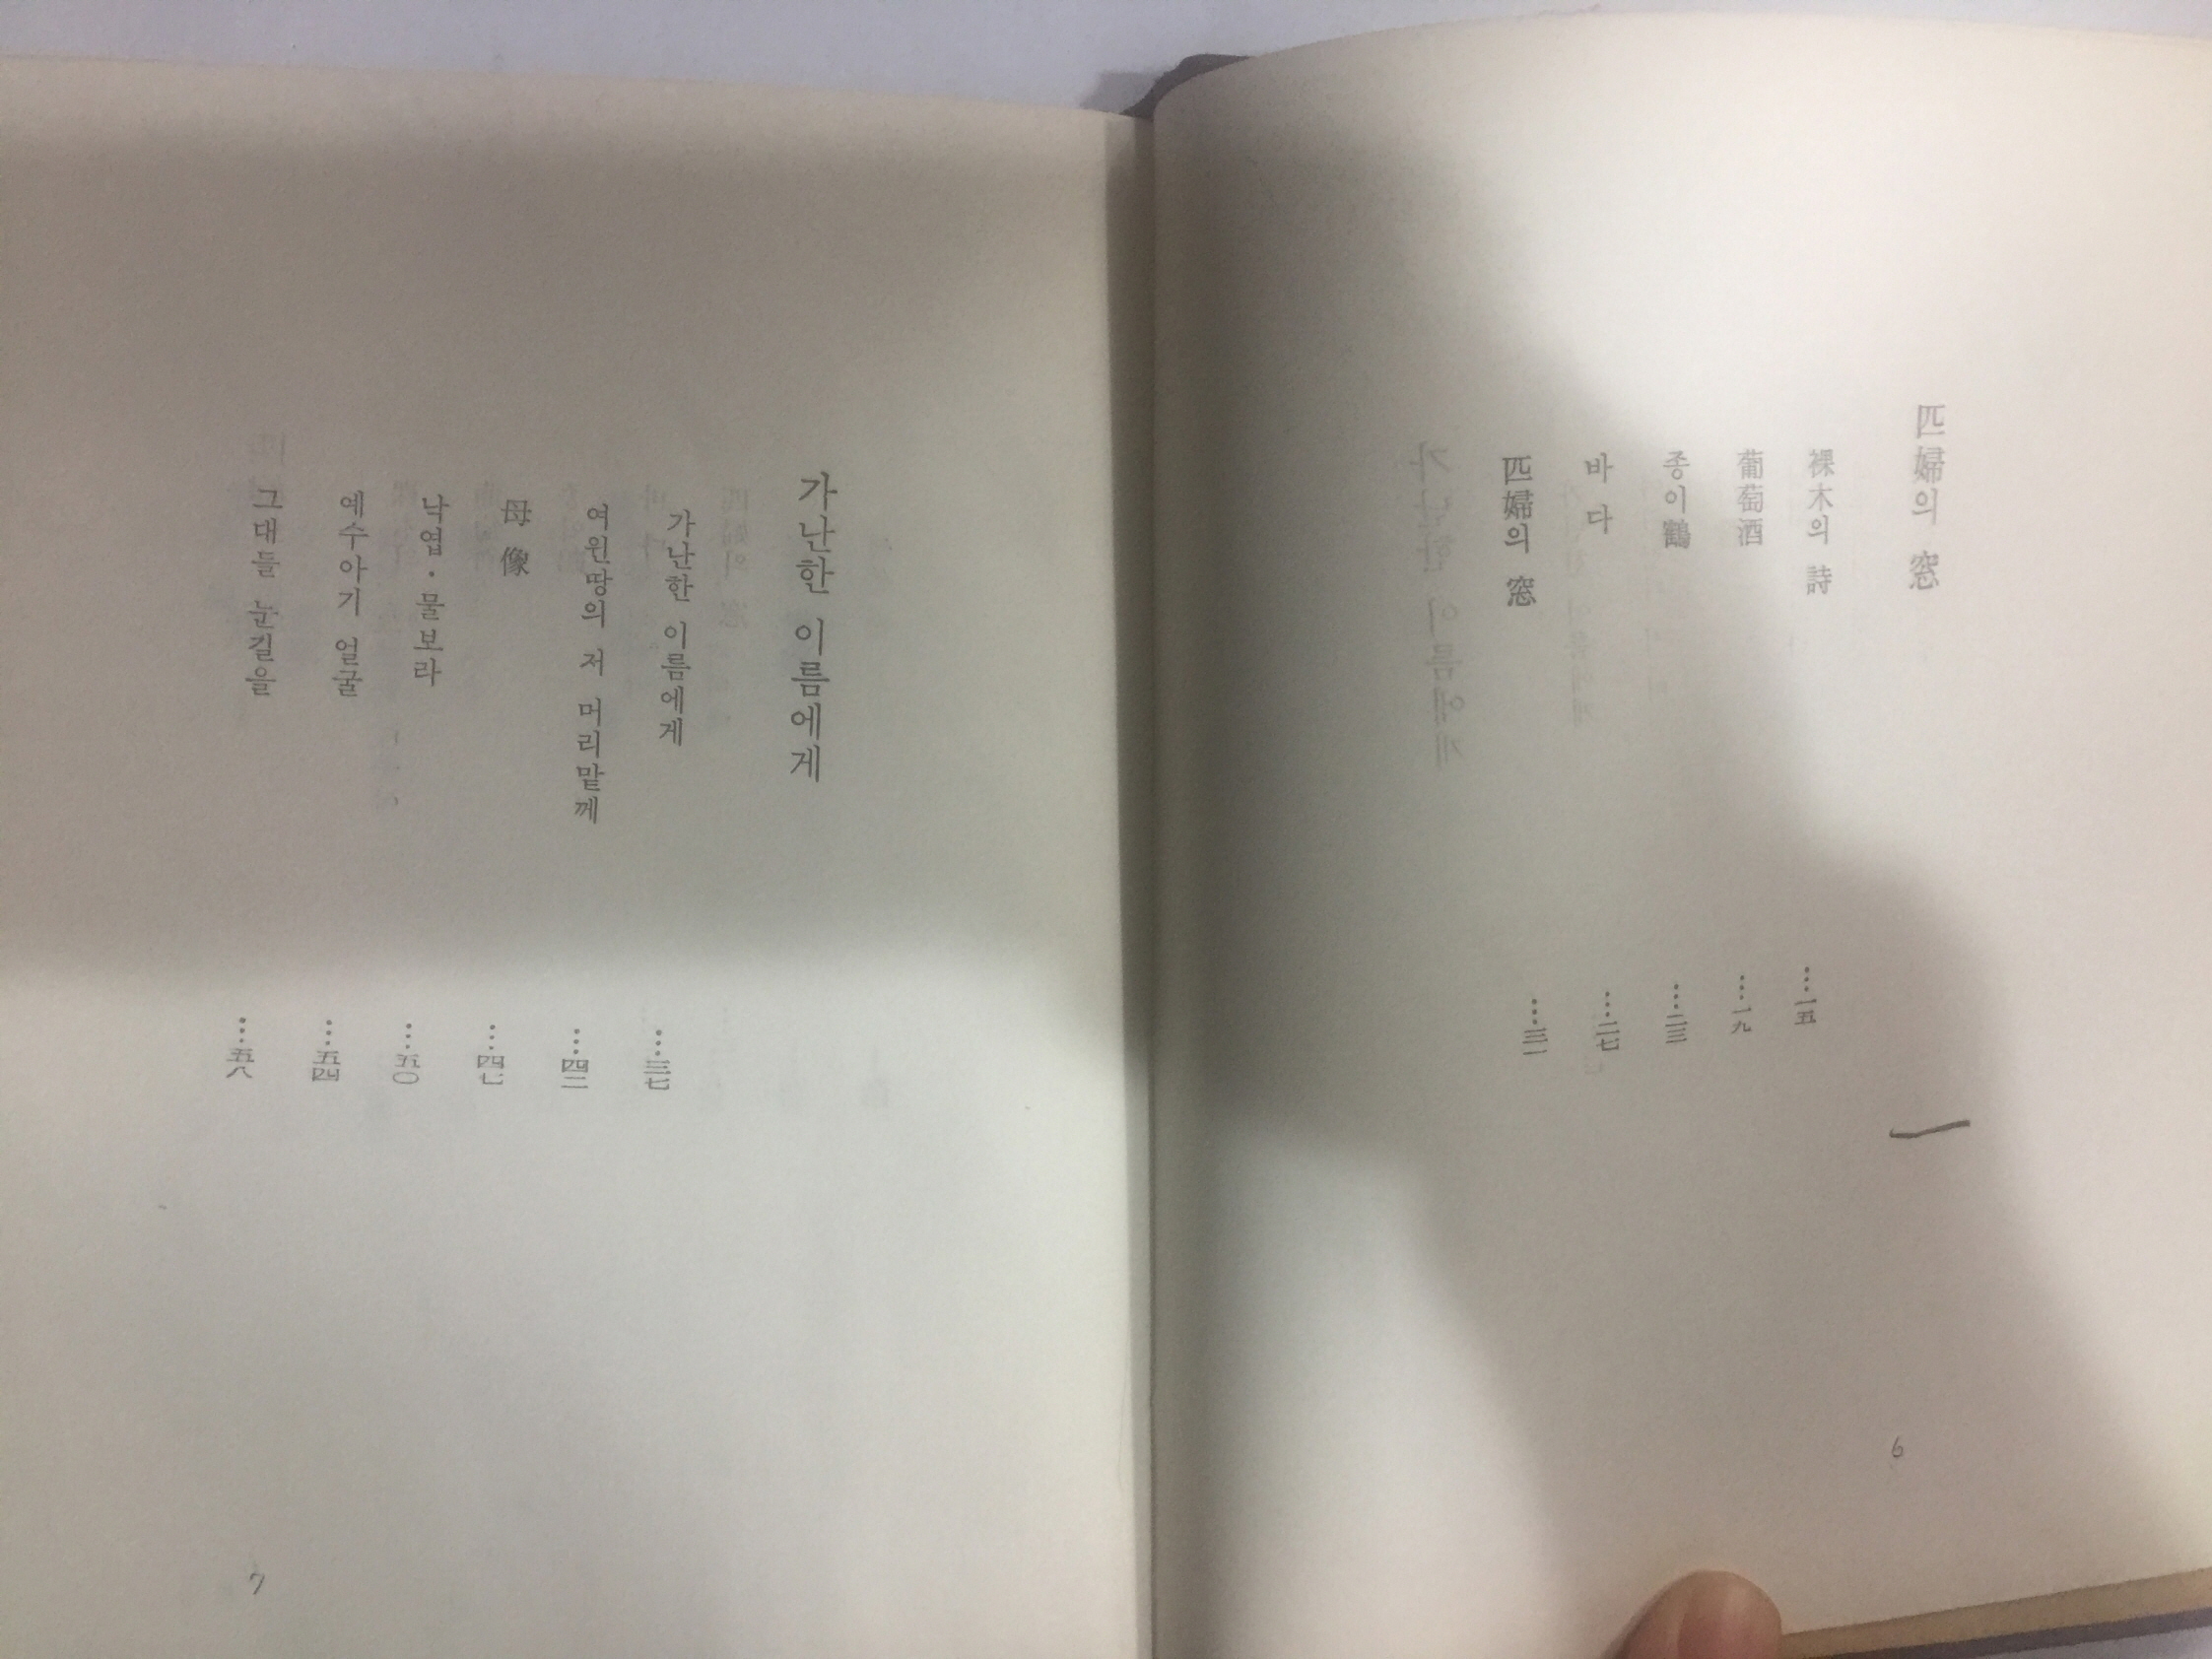 匹婦의 窓
裸木의 詩 …一五
葡萄酒 …一九
종이鶴 …二三
바다 …二七
匹婦의 窓 …三一
6
가난한 이름에게
가난한 이름에게 …三七
여윈땅의 저 머리맡께 …四二
母像 …四七
낙엽·물보라 …五〇
예수아기 얼굴 …五四
그대들 눈길을 …五八
7